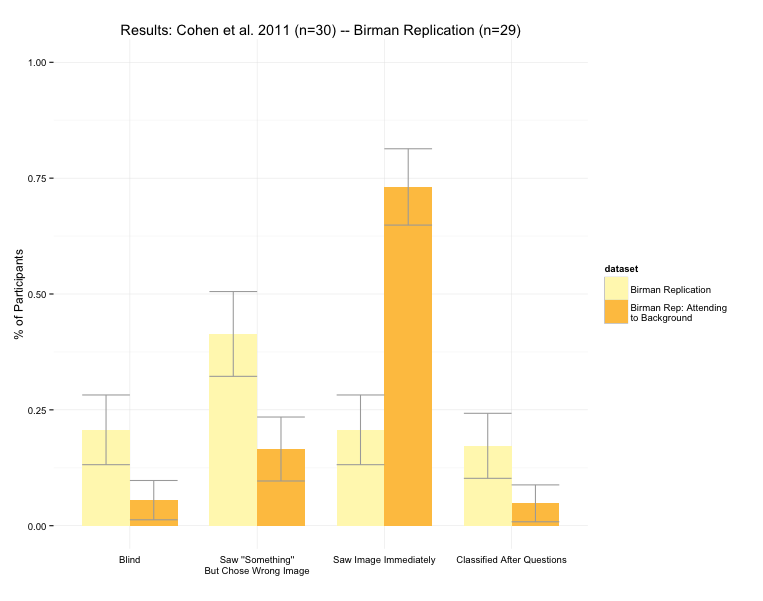 Results: Cohen et al. 2011 (n=30) -- Birman Replication (n=29)
% of Participants
1.00
0.75
0.50
0.25
0.00
Blind
Saw "Something"
But Chose Wrong Image
Saw Image Immediately
Classified After Questions
dataset
Birman Replication
Birman Rep: Attending
to Background